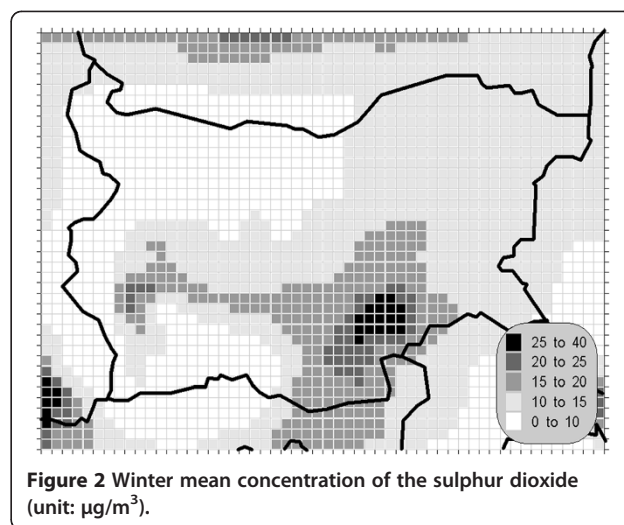 25 to 40
20 to 25
15 to 20
10 to 15
0 to 10
Figure 2 Winter mean concentration of the sulphur dioxide
(unit: μg/m³).